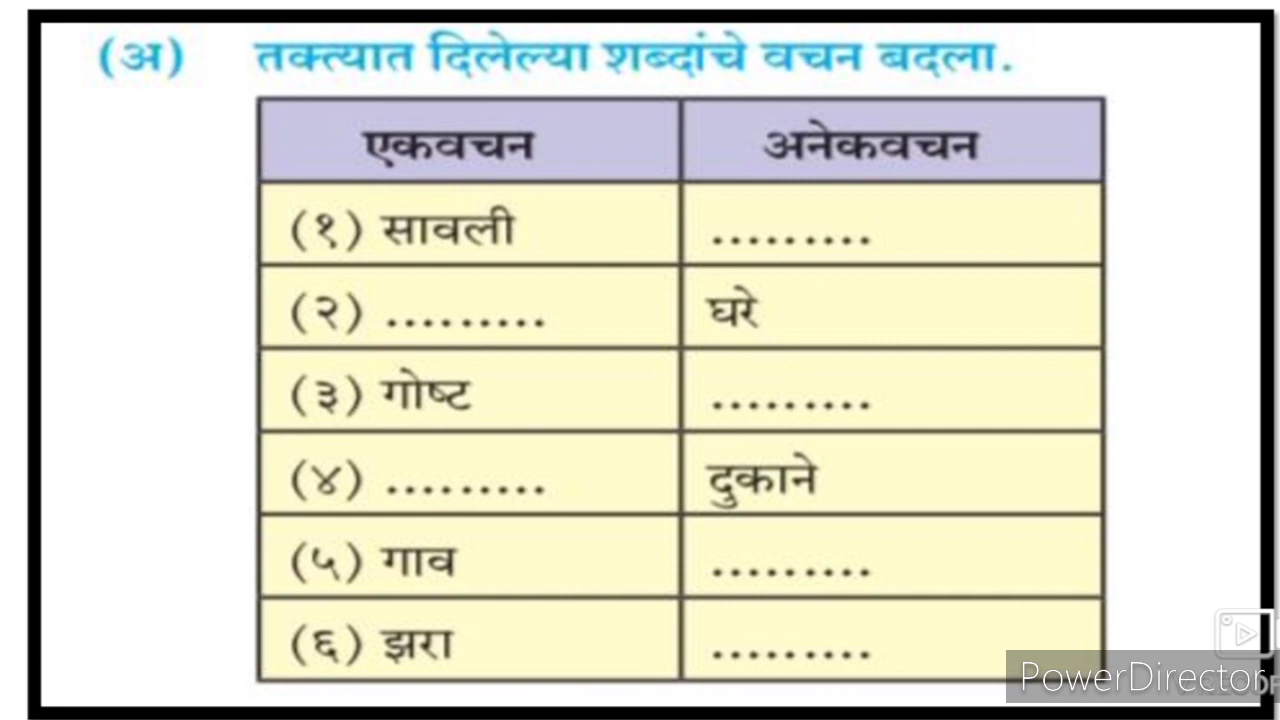 (अ) तक्त्यात दिलेल्या शब्दांचे वचन बदला.
एकवचन अनेकवचन
(१) सावली .........
(२) ......... घरे
(३) गोष्ट .........
(४) ......... दुकाने
(५) गाव .........
(६) झरा .........
PowerDirector